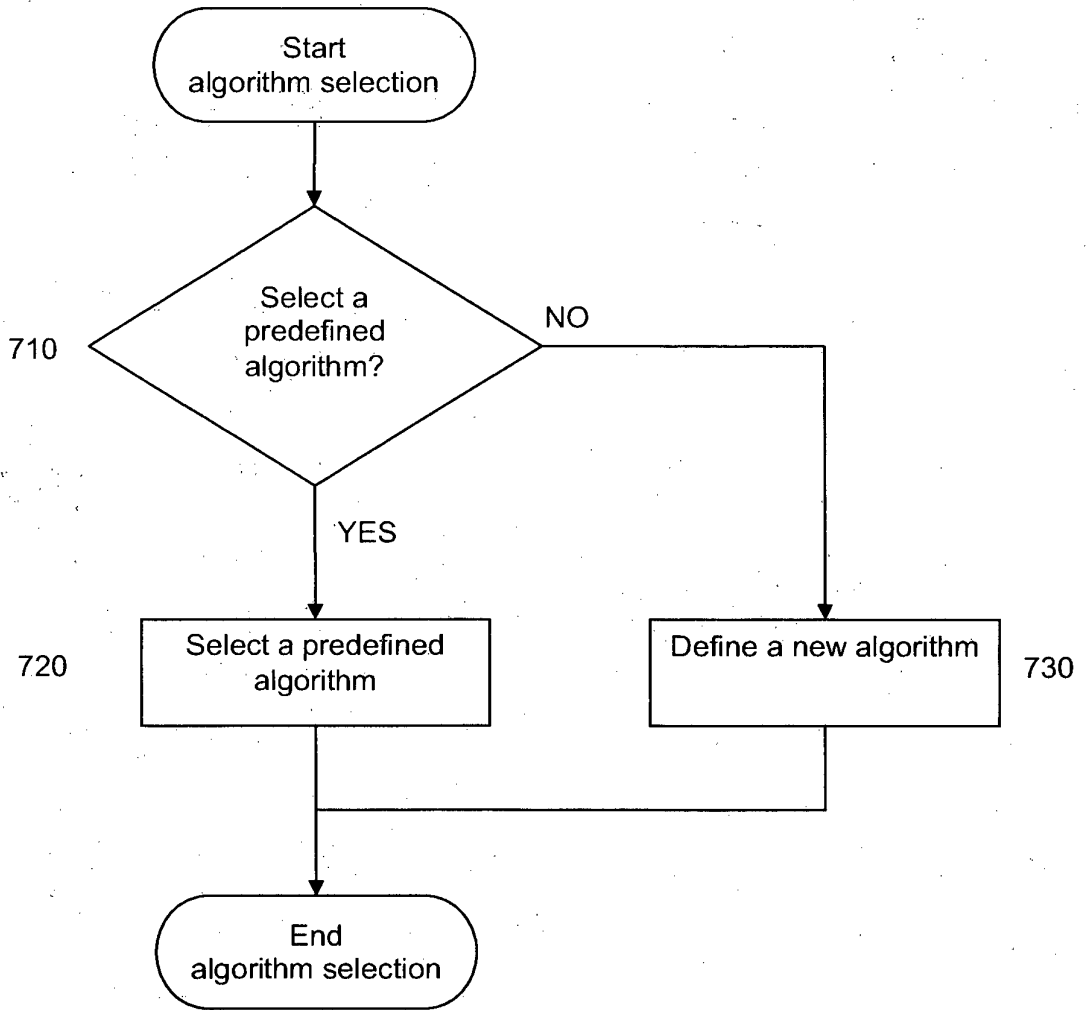 Start
algorithm selection
Select a
predefined
algorithm?
710
NO
YES
Select a predefined
algorithm
720
Define a new algorithm
730
End
algorithm selection